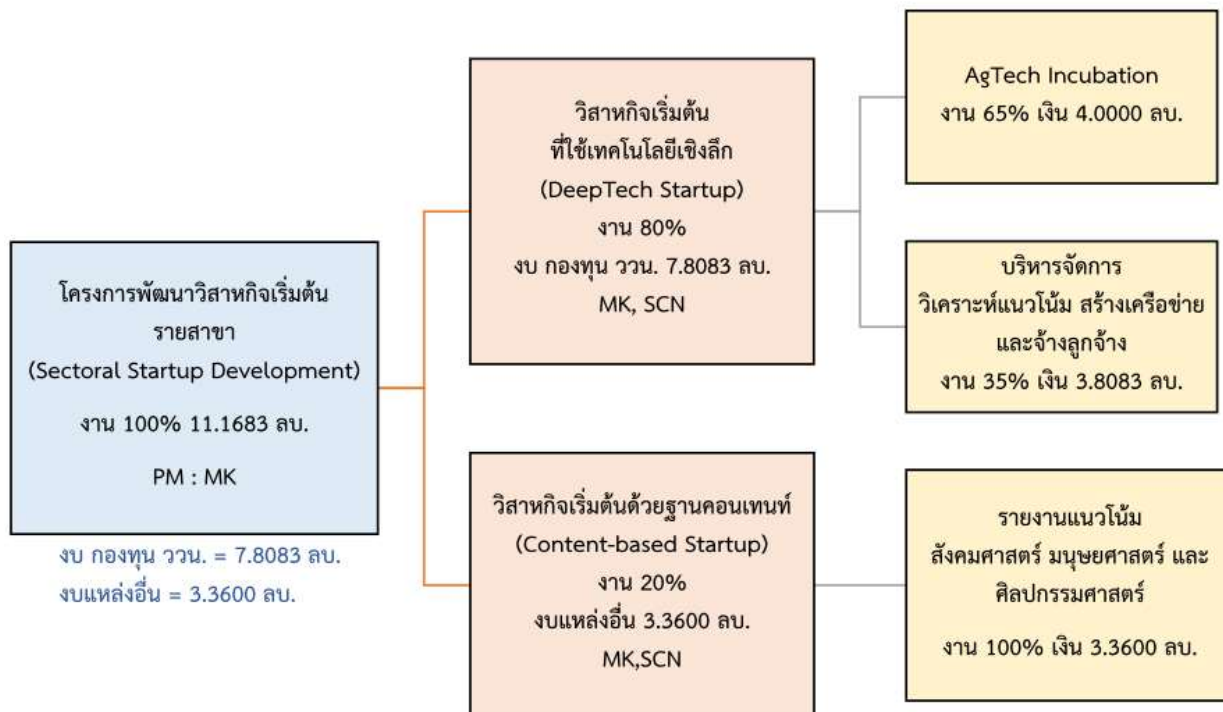 โครงการพัฒนาวิสาหกิจเริ่มต้น
รายสาขา
(Sectoral Startup Development)
งาน 100% 11.1683 ลบ.
PM : MK
งบ กองทุน ววน. = 7.8083 ลบ.
งบแหล่งอื่น = 3.3600 ลบ.
วิสาหกิจเริ่มต้น
ที่ใช้เทคโนโลยีเชิงลึก
(DeepTech Startup)
งาน 80%
งบ กองทุน ววน. 7.8083 ลบ.
MK, SCN
AgTech Incubation
งาน 65% เงิน 4.0000 ลบ.
บริหารจัดการ
วิเคราะห์แนวโน้ม สร้างเครือข่าย
และจ้างลูกจ้าง
งาน 35% เงิน 3.8083 ลบ.
วิสาหกิจเริ่มต้นด้วยฐานคอนเทนท์
(Content-based Startup)
งาน 20%
งบแหล่งอื่น 3.3600 ลบ.
MK,SCN
รายงานแนวโน้ม
สังคมศาสตร์ มนุษยศาสตร์ และ
ศิลปกรรมศาสตร์
งาน 100% เงิน 3.3600 ลบ.